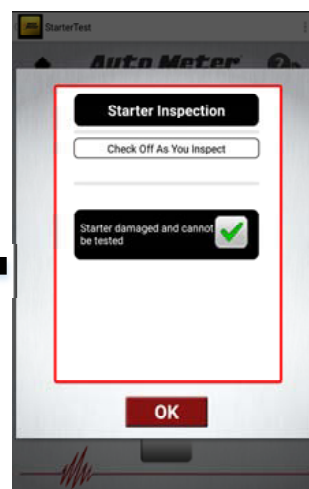 StarterTest
Auto Meter
Starter Inspection
Check Off As You Inspect
Starter damaged and cannot
be tested
OK